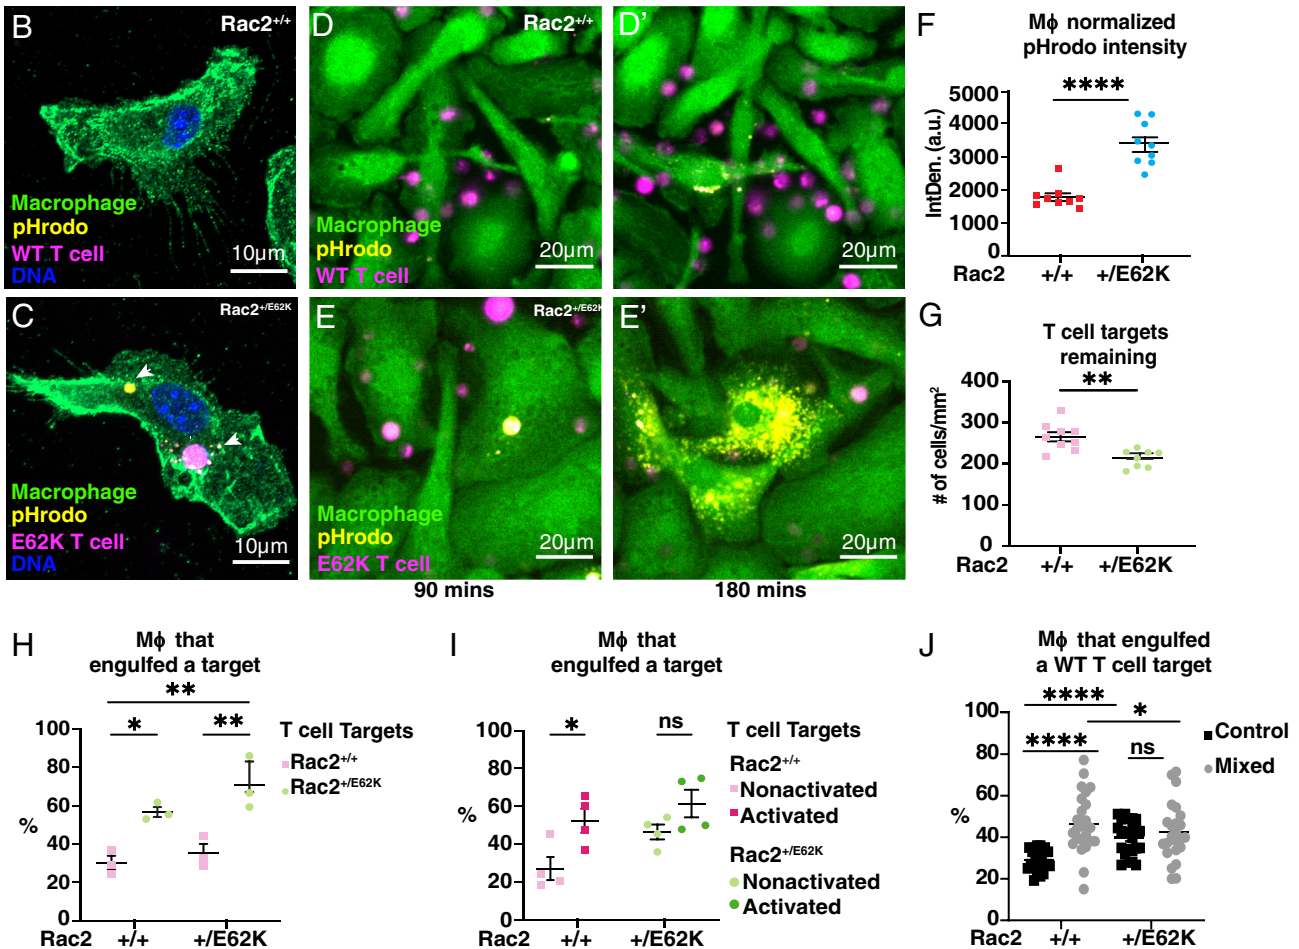 B
Rac2+/+
Macrophage
pHrodo
WT T cell
DNA
10µm
D
Rac2+/+
Macrophage
pHrodo
WT T cell
20µm
D'
20µm
F
Mϕ normalized
pHrodo intensity
****
IntDen. (a.u.)
5000
4000
3000
2000
1000
0
Rac2 +/+ +/E62K
C
Rac2+/E62K
Macrophage
pHrodo
E62K T cell
DNA
10µm
E
Rac2+/E62K
Macrophage
pHrodo
E62K T cell
20µm
90 mins
E'
20µm
180 mins
G
T cell targets
remaining
**
# of cells/mm2
400
300
200
100
0
Rac2 +/+ +/E62K
H
Mϕ that
engulfed a target
**
* **
%
100
80
60
40
20
0
Rac2 +/+ +/E62K
T cell Targets
Rac2+/+
Rac2+/E62K
I
Mϕ that
engulfed a target
* ns
%
100
80
60
40
20
0
Rac2 +/+ +/E62K
T cell Targets
Rac2+/+
Nonactivated
Activated
Rac2+/E62K
Nonactivated
Activated
J
Mϕ that engulfed
a WT T cell target
****
*
**** ns
%
100
80
60
40
20
0
Rac2 +/+ +/E62K
Control
Mixed